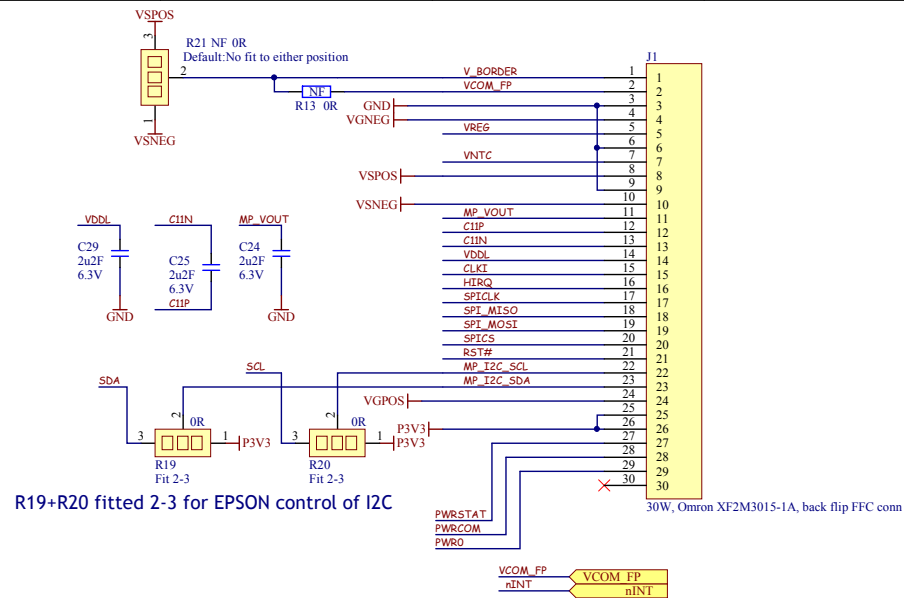 VSPOS
3
R21 NF 0R
Default:No fit to either position
2
1
VSNEG
NF
R13 0R
J1
V_BORDER 1 1
VCOM_FP 2 2
GND 3 3
VGNEG 4 4
VREG 5 5
6 6
VNTC 7 7
VSPOS 8 8
9 9
VSNEG 10 10
MP_VOUT 11 11
C11P 12 12
C11N 13 13
VDDL 14 14
CLKI 15 15
HIRQ 16 16
SPICLK 17 17
SPI_MISO 18 18
SPI_MOSI 19 19
SPICS 20 20
RST# 21 21
MP_I2C_SCL 22 22
MP_I2C_SDA 23 23
VGPOS 24 24
25 25
P3V3 26 26
27 27
28 28
29 29
30 30
30W, Omron XF2M3015-1A, back flip FFC conn
VDDL
C29
2u2F
6.3V
GND
C11N
C25
2u2F
6.3V
C11P
MP_VOUT
C24
2u2F
6.3V
GND
SDA
2
0R
3
1
P3V3
R19
Fit 2-3
SCL
2
0R
3
1
P3V3
R20
Fit 2-3
R19+R20 fitted 2-3 for EPSON control of I2C
PWRSTAT
PWRCOM
PWR0
VCOM_FP VCOM_FP
nINT nINT